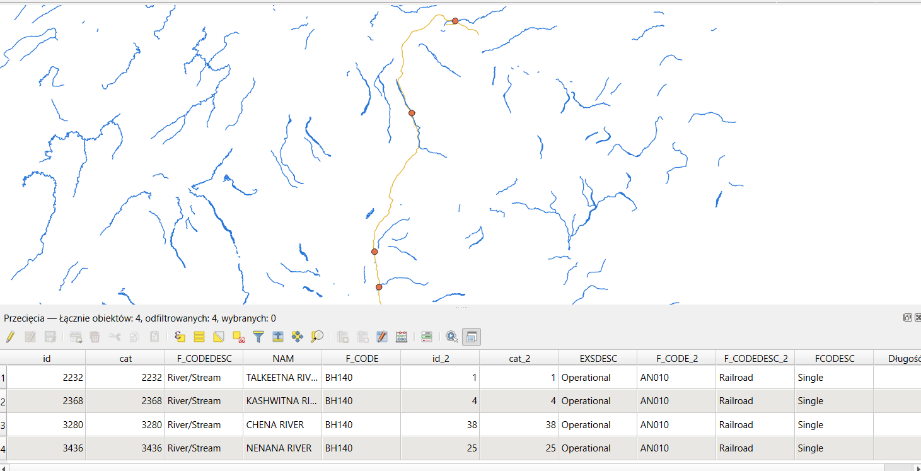 Przecięcia — Łącznie obiektów: 4, odfiltrowanych: 4, wybranych: 0
id cat F_CODEDESC NAM F_CODE id_2 cat_2 EXSDESC F_CODE_2 F_CODEDESC_2 FCODESC Długość
1 2232 2232 River/Stream TALKEETNA RIV... BH140 1 1 Operational AN010 Railroad Single
2 2368 2368 River/Stream KASHWITNA RI... BH140 4 4 Operational AN010 Railroad Single
3 3280 3280 River/Stream CHENA RIVER BH140 38 38 Operational AN010 Railroad Single
4 3436 3436 River/Stream NENANA RIVER BH140 25 25 Operational AN010 Railroad Single